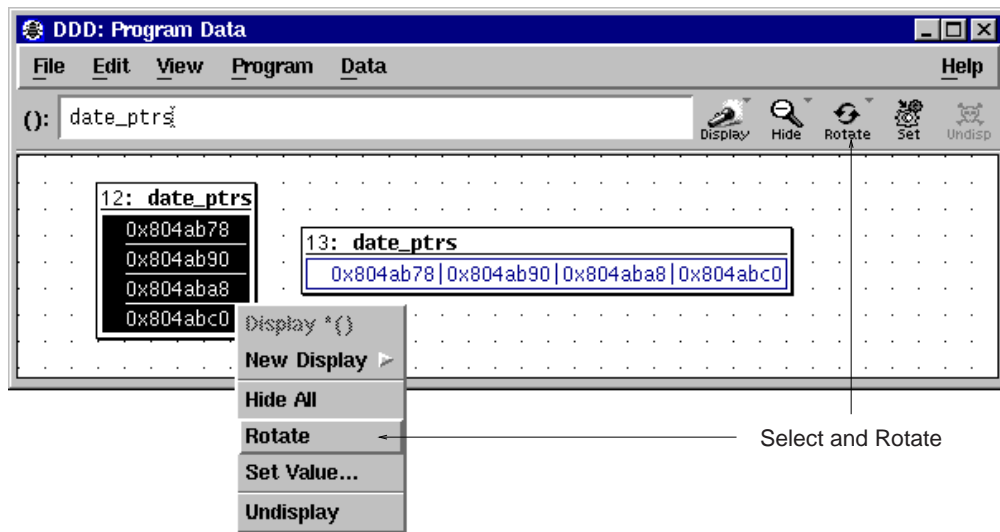 DDD: Program Data
File Edit View Program Data Help
(): date_ptrs
Display Hide Rotate Set Undisp
12: date_ptrs
0x804ab78
0x804ab90
0x804aba8
0x804abc0
13: date_ptrs
0x804ab78|0x804ab90|0x804aba8|0x804abc0
Display *()
New Display
Hide All
Rotate
Set Value...
Undisplay
Select and Rotate